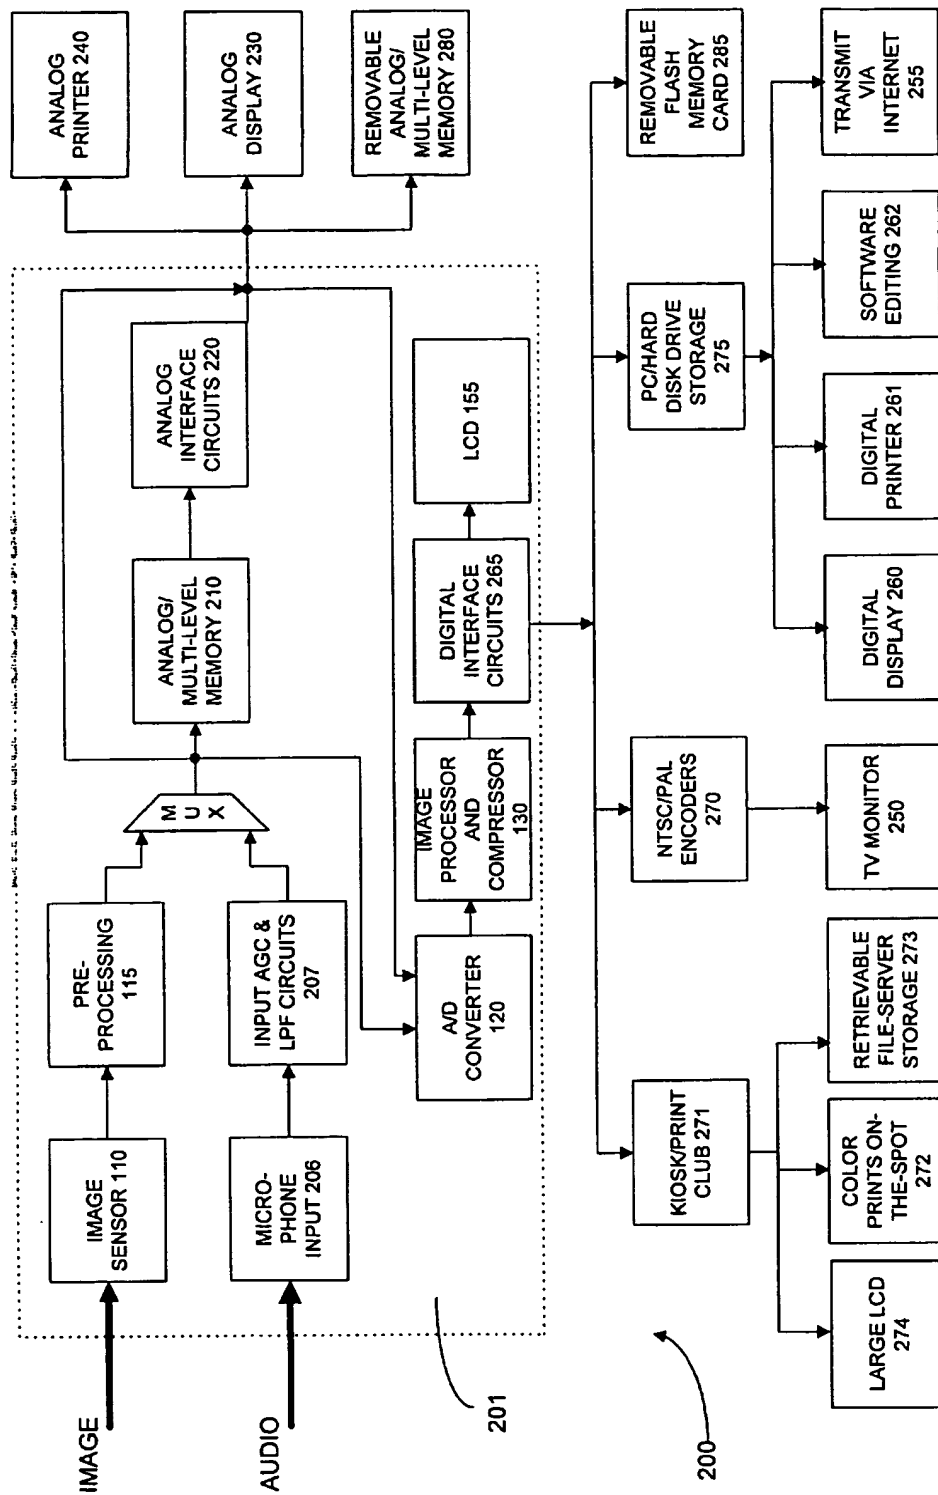 IMAGE
AUDIO
IMAGE
SENSOR 110
MICRO-
PHONE
INPUT 206
PRE-
PROCESSING
115
INPUT AGC &
LPF CIRCUITS
207
M
U
X
ANALOG/
MULTI-LEVEL
MEMORY 210
ANALOG
INTERFACE
CIRCUITS 220
A/D
CONVERTER
120
IMAGE
PROCESSOR
AND
COMPRESSOR
130
DIGITAL
INTERFACE
CIRCUITS 265
LCD 155
ANALOG
PRINTER 240
ANALOG
DISPLAY 230
REMOVABLE
ANALOG/
MULTI-LEVEL
MEMORY 280
201
200
KIOSK/PRINT
CLUB 271
NTSC/PAL
ENCODERS
270
PC/HARD
DISK DRIVE
STORAGE
275
REMOVABLE
FLASH
MEMORY
CARD 285
LARGE LCD
274
COLOR
PRINTS ON-
THE-SPOT
272
RETRIEVABLE
FILE-SERVER
STORAGE 273
TV MONITOR
250
DIGITAL
DISPLAY 260
DIGITAL
PRINTER 261
SOFTWARE
EDITING 262
TRANSMIT
VIA
INTERNET
255